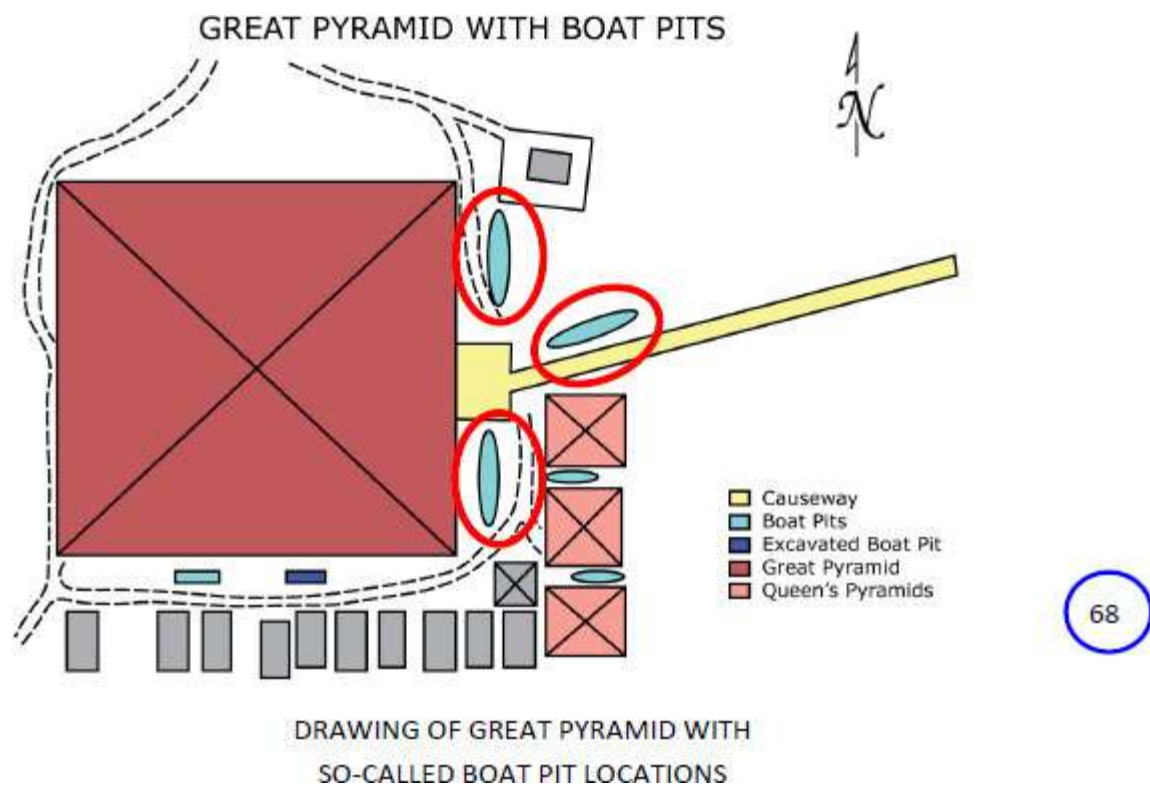 GREAT PYRAMID WITH BOAT PITS
N
Causeway
Boat Pits
Excavated Boat Pit
Great Pyramid
Queen's Pyramids
68
DRAWING OF GREAT PYRAMID WITH
SO-CALLED BOAT PIT LOCATIONS